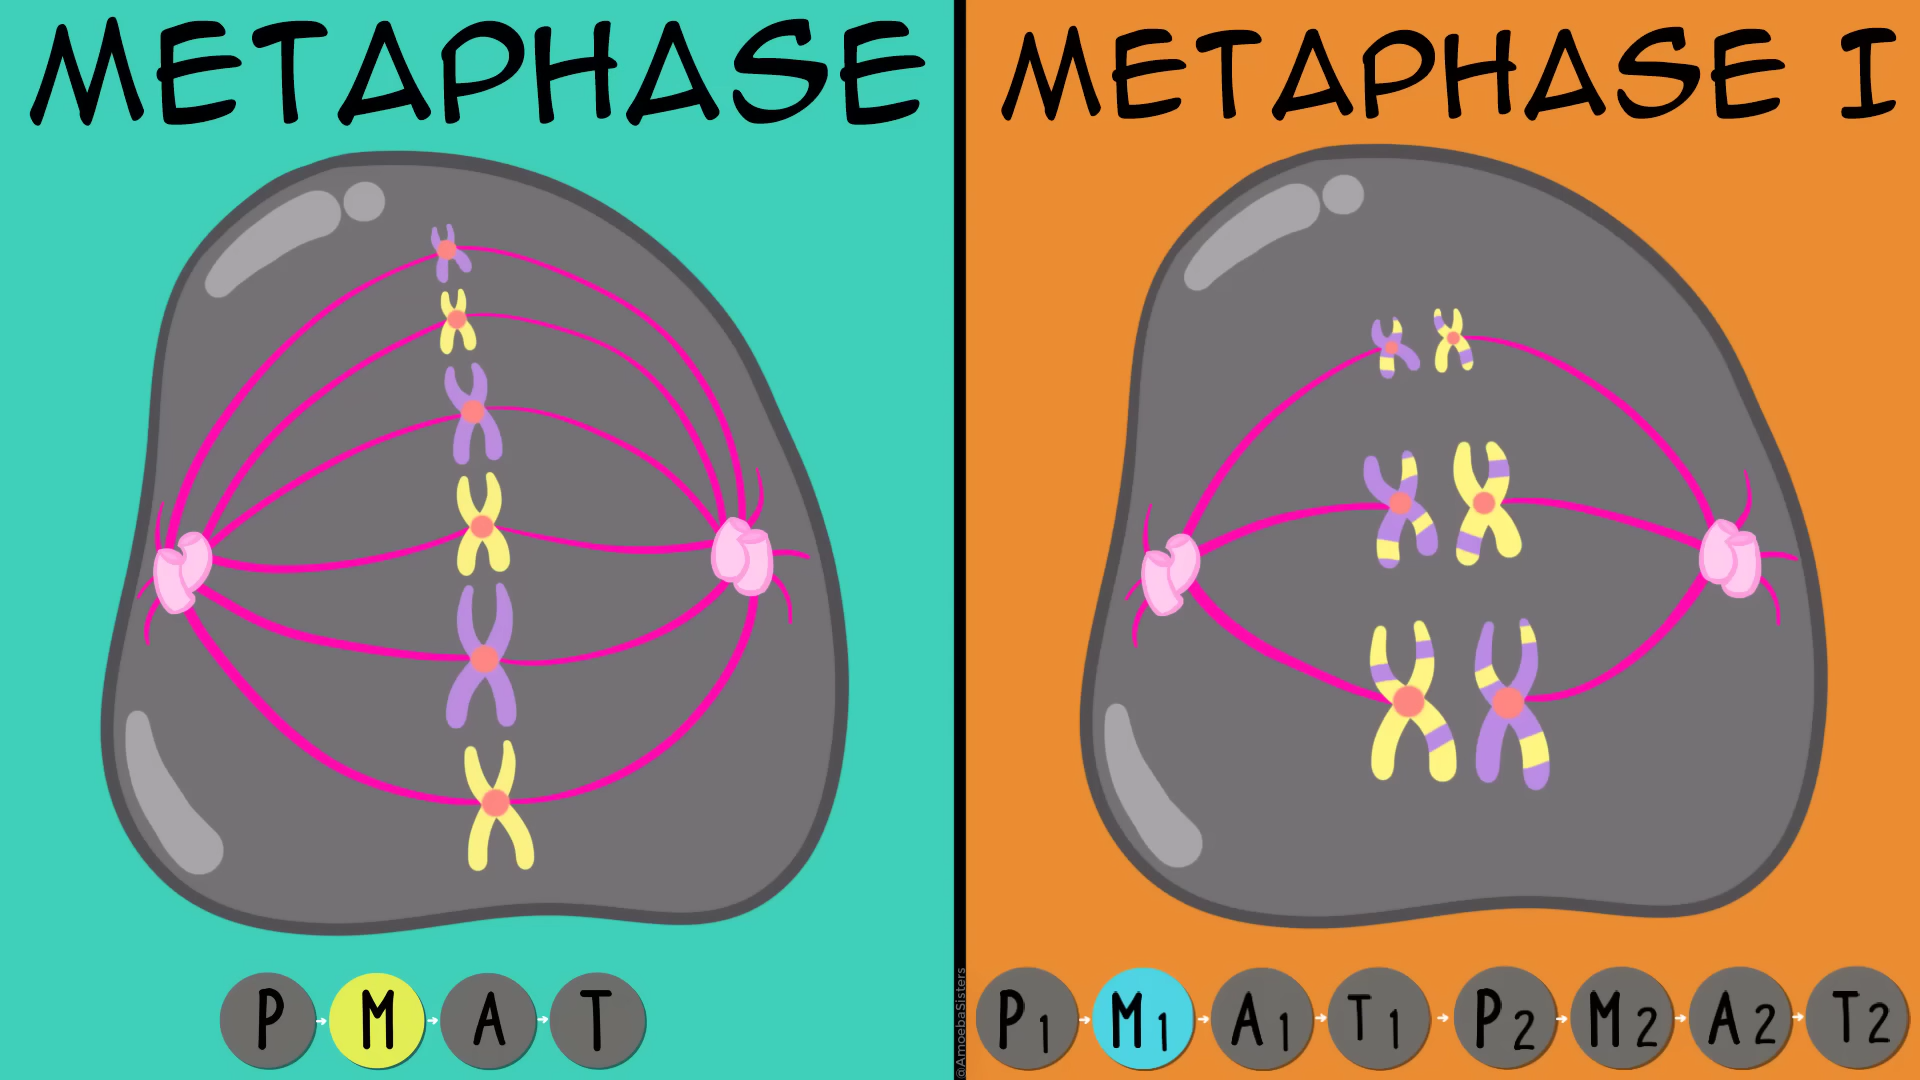 METAPHASE
P M A T
METAPHASE I
P1 M1 A1 T1 P2 M2 A2 T2
@AmoebaSisters